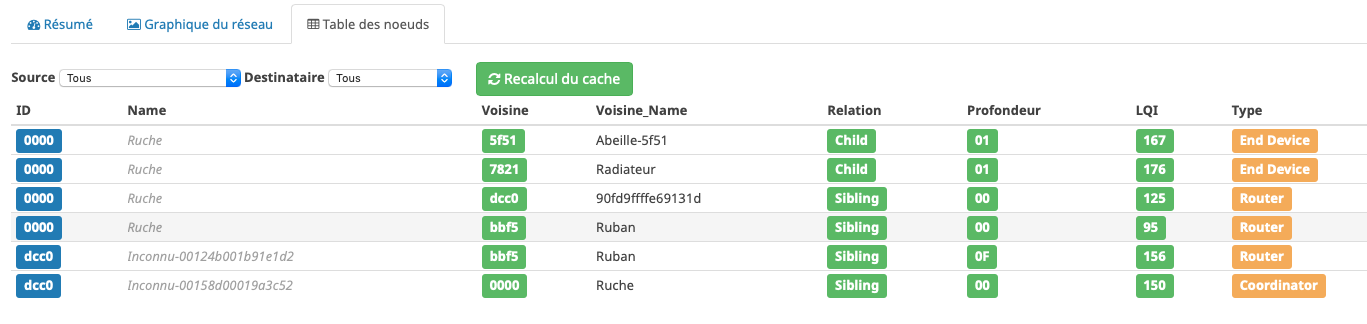 Résumé Graphique du réseau Table des noeuds
Source Tous Destinataire Tous Recalcul du cache
ID Name Voisine Voisine_Name Relation Profondeur LQI Type
0000 Ruche 5f51 Abeille-5f51 Child 01 167 End Device
0000 Ruche 7821 Radiateur Child 01 176 End Device
0000 Ruche dcc0 90fd9ffffe69131d Sibling 00 125 Router
0000 Ruche bbf5 Ruban Sibling 00 95 Router
dcc0 Inconnu-00124b001b91e1d2 bbf5 Ruban Sibling 0F 156 Router
dcc0 Inconnu-00158d00019a3c52 0000 Ruche Sibling 00 150 Coordinator